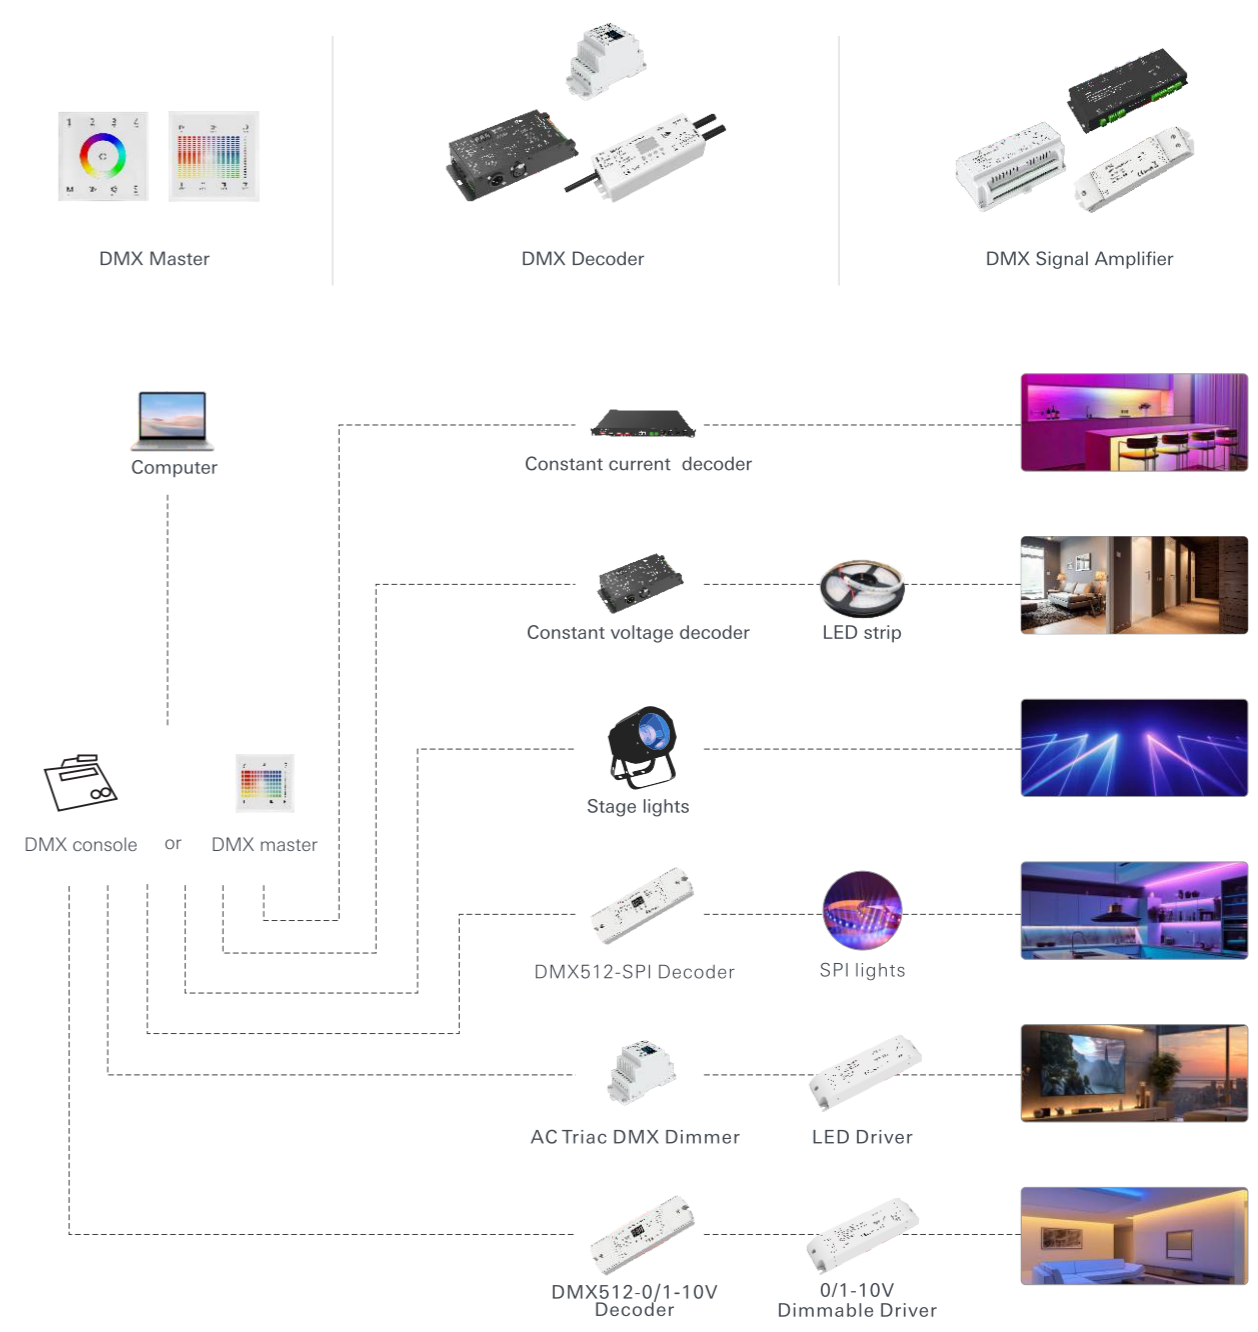 DMX Master
DMX Decoder
DMX Signal Amplifier
Computer
Constant current decoder
Constant voltage decoder
LED strip
Stage lights
DMX console
or
DMX master
DMX512-SPI Decoder
SPI lights
AC Triac DMX Dimmer
LED Driver
DMX512-0/1-10V
Decoder
0/1-10V
Dimmable Driver